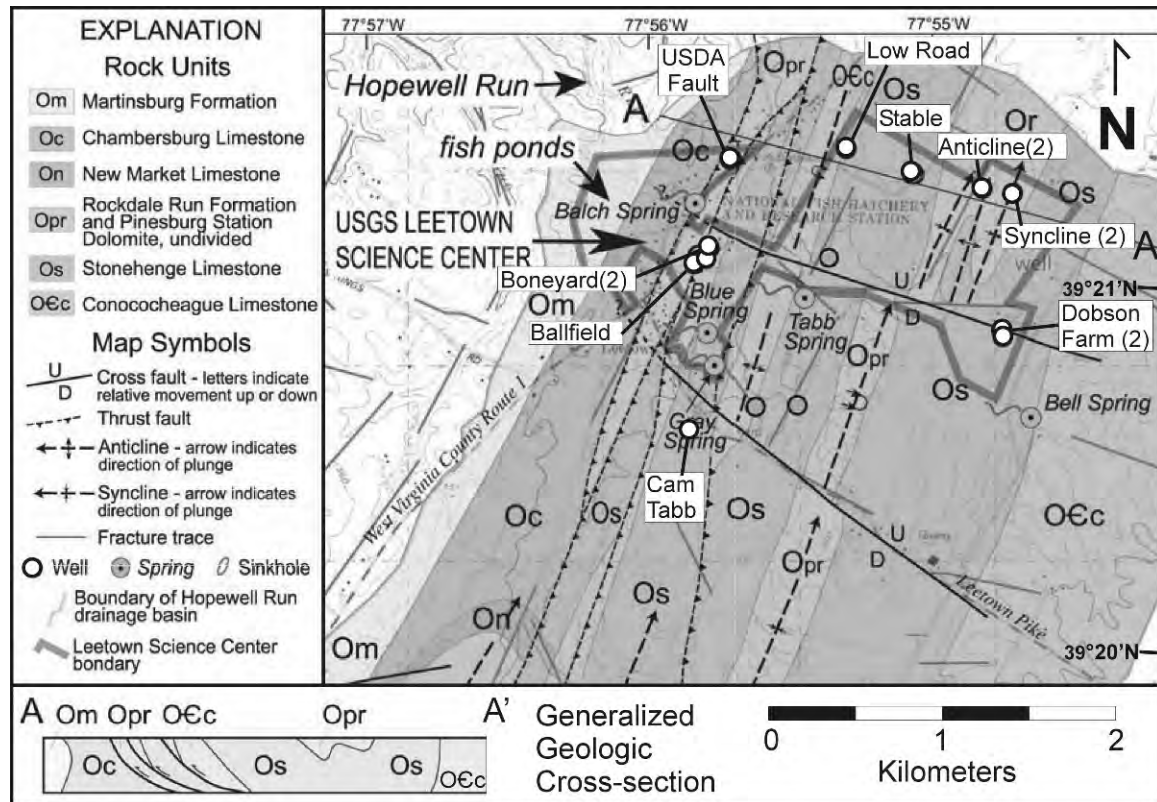 EXPLANATION
Rock Units
Om Martinsburg Formation
Oc Chambersburg Limestone
On New Market Limestone
Opr Rockdale Run Formation
and Pinesburg Station
Dolomite, undivided
Os Stonehenge Limestone
O€c Conococheague Limestone
Map Symbols
U
D
Cross fault - letters indicate
relative movement up or down
Thrust fault
Anticline - arrow indicates
direction of plunge
Syncline - arrow indicates
direction of plunge
Fracture trace
Well Spring Sinkhole
Boundary of Hopewell Run
drainage basin
Leetown Science Center
bondary
77°57'W 77°56'W 77°55'W
USDA
Fault
Opr
O€c
Low Road
Hopewell Run
A
Os
Stable
Or
N
fish ponds
Oc
Anticline(2)
Os
Balch Spring
NATIONAL FISH HATCHERY
AND RESEARCH STATION
USGS LEETOWN
SCIENCE CENTER
Syncline (2)
well
A
Boneyard(2)
Om
U
D
39°21'N
Blue
Spring
Tabb
Spring
Dobson
Farm (2)
Ballfield
Opr
Os
Bell Spring
West Virginia County Route 1
Gray
Spring
Cam
Tabb
Oc
Os
Os
O€c
U
D
Opr
Leetown Pike
Os
On
Om
39°20'N
A Om Opr O€c Opr A'
Oc Os Os O€c
Generalized
Geologic
Cross-section
0 1 2
Kilometers